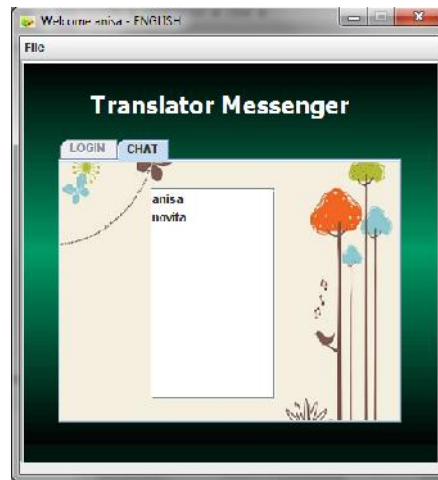 Welcome anisa - ENGLISH
File
Translator Messenger
LOGIN
CHAT
anisa
novita